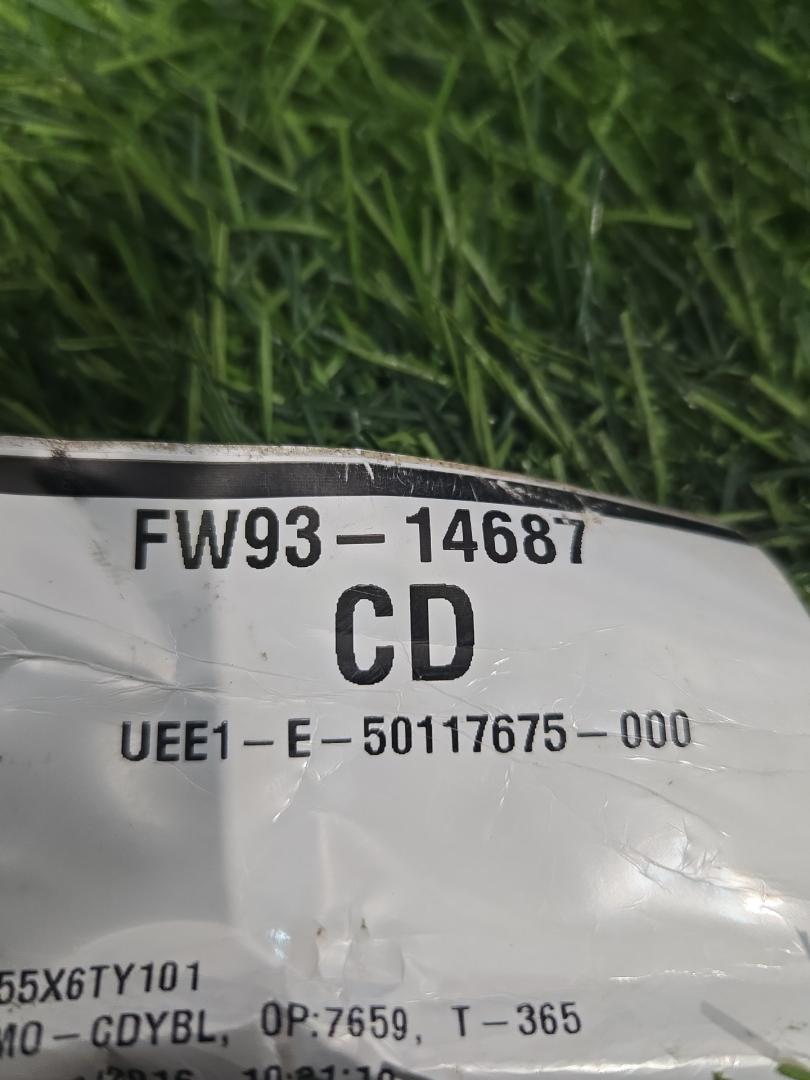 FW93-14687
CD
UEE1-E-50117675-000
55X6TY101
MO-CDYBL, OP:7659, T-365